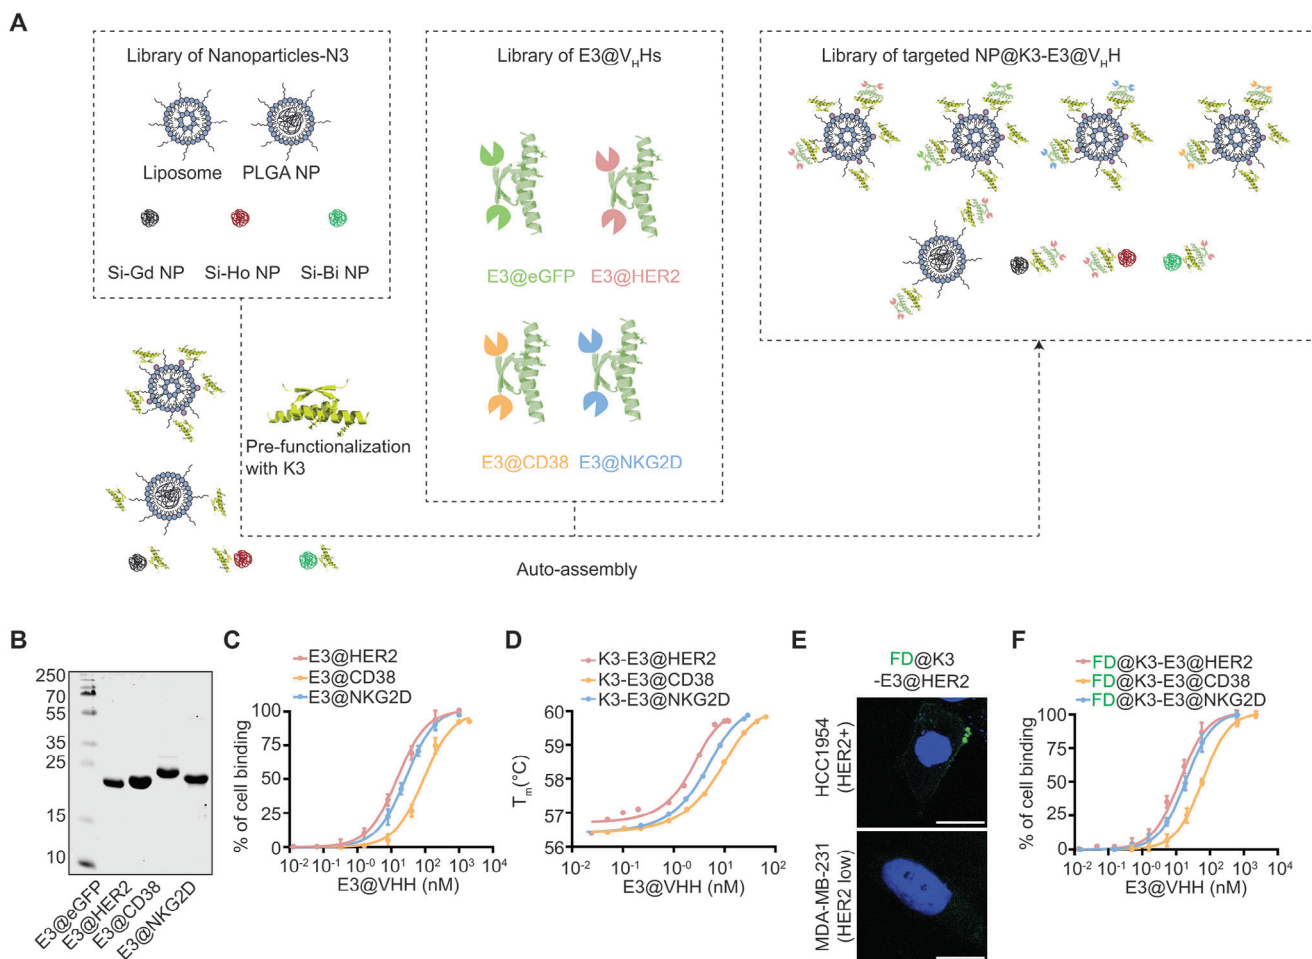 A
Library of Nanoparticles-N3
Liposome PLGA NP
Si-Gd NP Si-Ho NP Si-Bi NP
Library of E3@VHHs
E3@eGFP E3@HER2
E3@CD38 E3@NKG2D
Library of targeted NP@K3-E3@VHH
Pre-functionalization
with K3
Auto-assembly
B
250
70
55
35
25
15
10
E3@eGFP
E3@HER2
E3@CD38
E3@NKG2D
C
E3@HER2
E3@CD38
E3@NKG2D
% of cell binding
100
75
50
25
0
10-2 10-0 100 102 104
E3@VHH (nM)
D
K3-E3@HER2
K3-E3@CD38
K3-E3@NKG2D
Tm(°C)
60
59
58
57
56
10-2 10-1 10-0 101 102
E3@VHH (nM)
E
FD@K3
-E3@HER2
HCC1954
(HER2+)
MDA-MB-231
(HER2 low)
F
FD@K3-E3@HER2
FD@K3-E3@CD38
FD@K3-E3@NKG2D
% of cell binding
100
75
50
25
0
10-2 10-0 101 102 104
E3@VHH (nM)